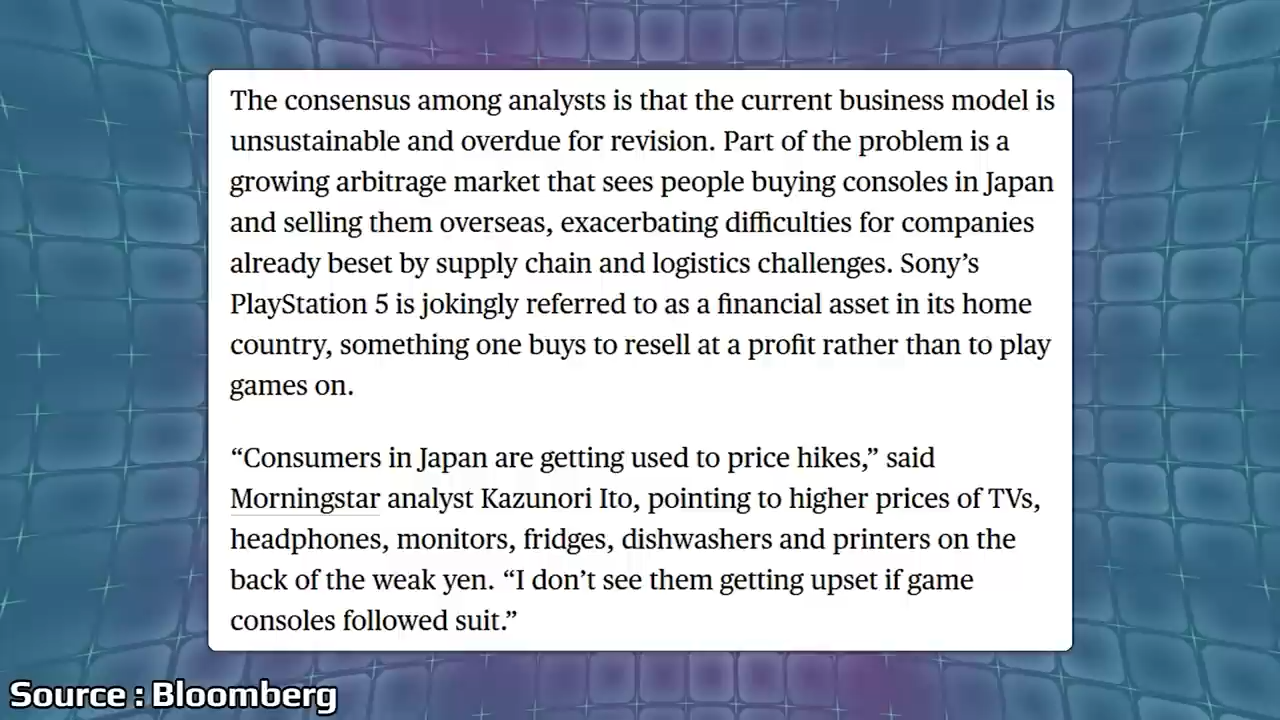 The consensus among analysts is that the current business model is
unsustainable and overdue for revision. Part of the problem is a
growing arbitrage market that sees people buying consoles in Japan
and selling them overseas, exacerbating difficulties for companies
already beset by supply chain and logistics challenges. Sony’s
PlayStation 5 is jokingly referred to as a financial asset in its home
country, something one buys to resell at a profit rather than to play
games on.
“Consumers in Japan are getting used to price hikes,” said
Morningstar analyst Kazunori Ito, pointing to higher prices of TVs,
headphones, monitors, fridges, dishwashers and printers on the
back of the weak yen. “I don’t see them getting upset if game
consoles followed suit.”
Source : Bloomberg